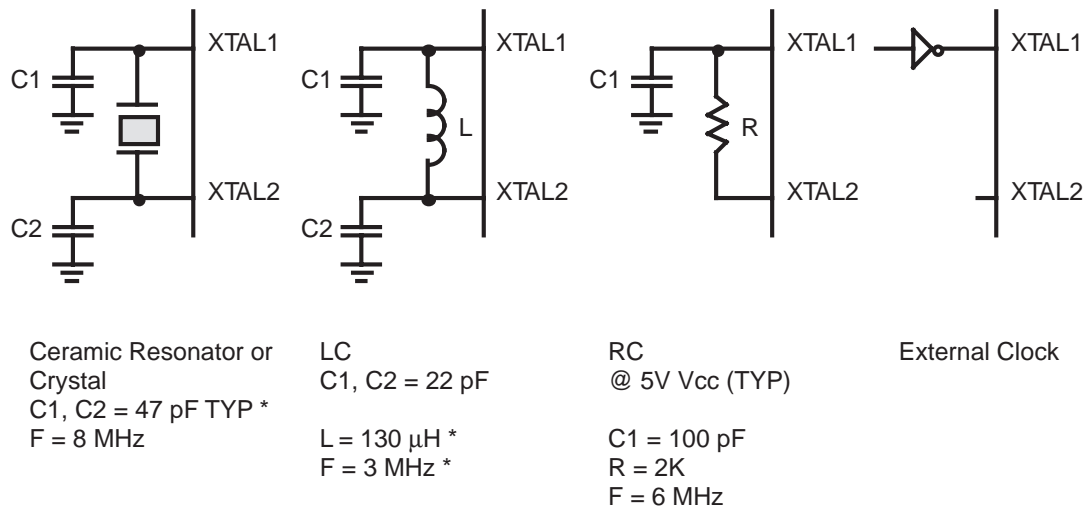 XTAL1
C1
XTAL2
C2
XTAL1
C1
L
XTAL2
C2
XTAL1
C1
R
XTAL2
XTAL1
XTAL2
Ceramic Resonator or
Crystal
C1, C2 = 47 pF TYP *
F = 8 MHz
LC
C1, C2 = 22 pF
L = 130 μH *
F = 3 MHz *
RC
@ 5V Vcc (TYP)
C1 = 100 pF
R = 2K
F = 6 MHz
External Clock